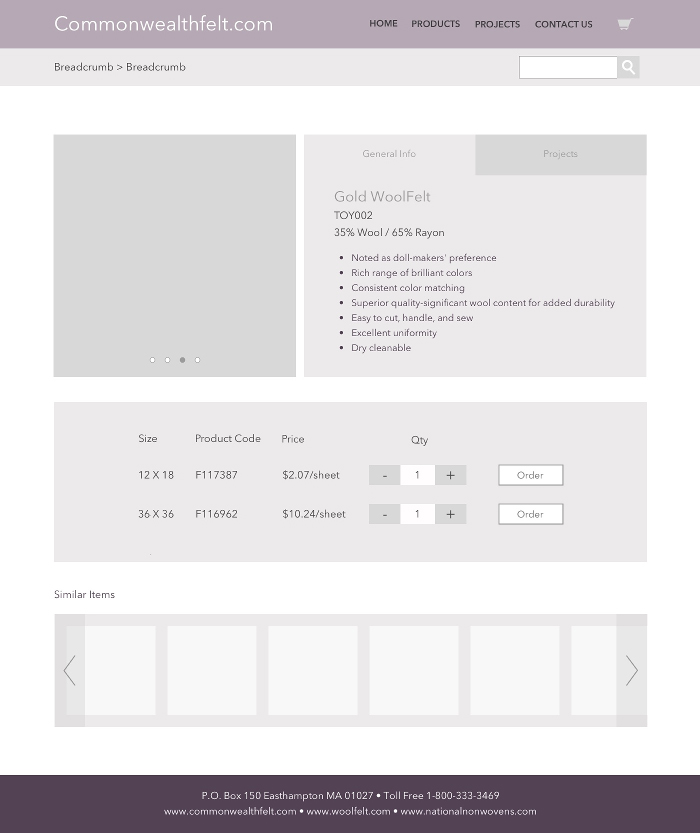 Commonwealthfelt.com
HOME PRODUCTS PROJECTS CONTACT US
Breadcrumb > Breadcrumb
General Info Projects
Gold WoolFelt
TOY002
35% Wool / 65% Rayon
• Noted as doll-makers' preference
• Rich range of brilliant colors
• Consistent color matching
• Superior quality-significant wool content for added durability
• Easy to cut, handle, and sew
• Excellent uniformity
• Dry cleanable
Size Product Code Price Qty
12 X 18 F117387 $2.07/sheet - 1 + Order
36 X 36 F116962 $10.24/sheet - 1 + Order
Similar Items
P.O. Box 150 Easthampton MA 01027 • Toll Free 1-800-333-3469
www.commonwealthfelt.com • www.woolfelt.com • www.nationalnonwovens.com